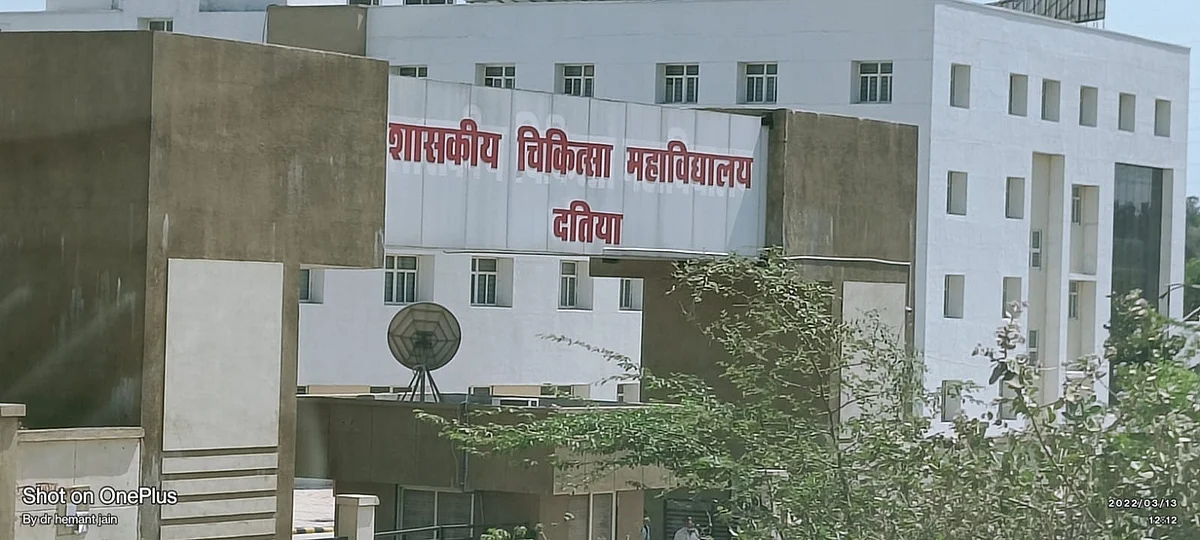 शासकीय चिकित्सा महाविद्यालय
दतिया
Shot on OnePlus
By dr hemant jain
2022/03/13
12:12